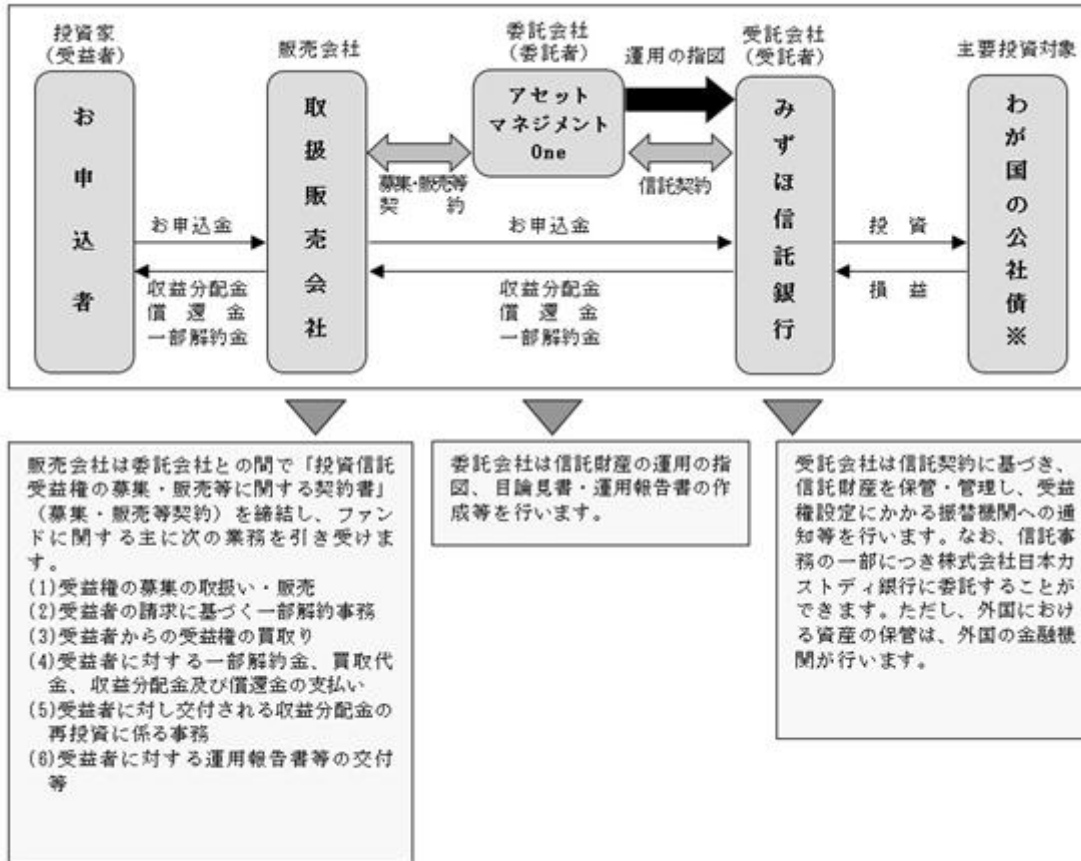 投資家
(受益者)
お申込者
販売会社
取扱販売会社
委託会社
(委託者)
アセット
マネジメント
One
運用の指図
受託会社
(受託者)
みずほ信託銀行
主要投資対象
わが国の公社債※
募集・販売等
契約
信託契約
お申込金
収益分配金
償還金
一部解約金
お申込金
収益分配金
償還金
一部解約金
投資
損益
販売会社は委託会社との間で「投資信託
受益権の募集・販売等に関する契約書」
(募集・販売等契約)を締結し、ファン
ドに関する主に次の業務を引き受けま
す。
(1)受益権の募集の取扱い・販売
(2)受益者の請求に基づく一部解約事務
(3)受益者からの受益権の買取り
(4)受益者に対する一部解約金、買取代
金、収益分配金及び償還金の支払い
(5)受益者に対し交付される収益分配金の
再投資に係る事務
(6)受益者に対する運用報告書等の交付
等
委託会社は信託財産の運用の指
図、目論見書・運用報告書の作
成等を行います。
受託会社は信託契約に基づき、
信託財産を保管・管理し、受益
権設定にかかる振替機関への通
知等を行います。なお、信託事
務の一部につき株式会社日本カ
ストディ銀行に委託することが
できます。ただし、外国におけ
る資産の保管は、外国の金融機
関が行います。